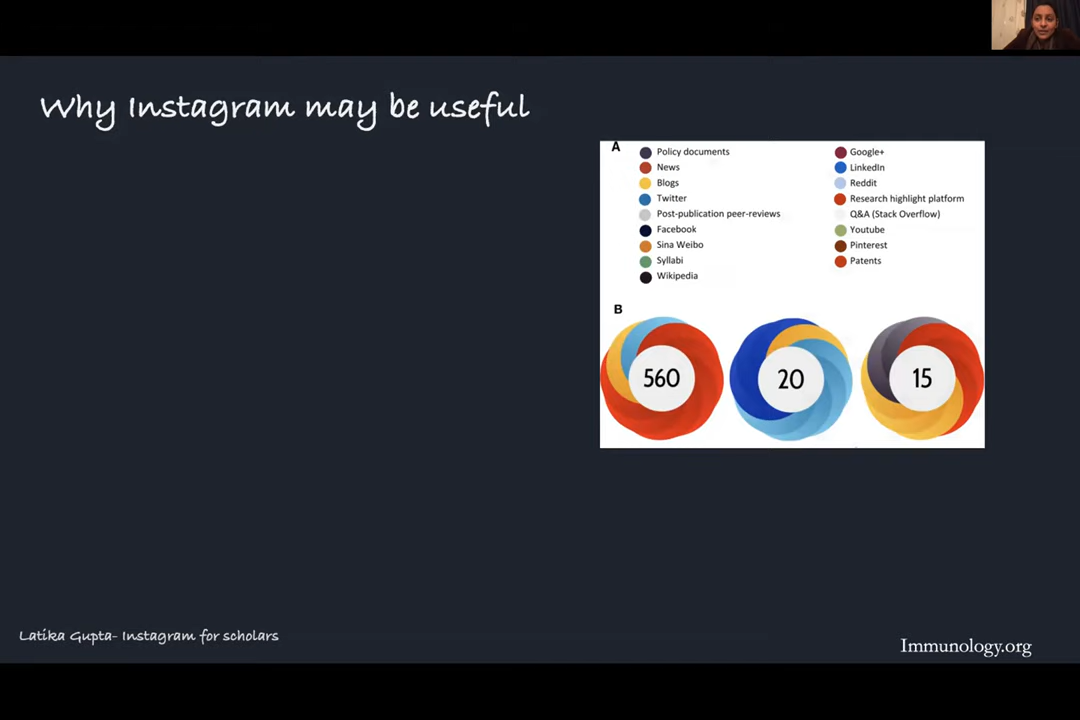 Why Instagram may be useful
A
Policy documents
News
Blogs
Twitter
Post-publication peer-reviews
Facebook
Sina Weibo
Syllabi
Wikipedia
Google+
LinkedIn
Reddit
Research highlight platform
Q&A (Stack Overflow)
Youtube
Pinterest
Patents
B
560
20
15
Latika Gupta- Instagram for scholars
Immunology.org